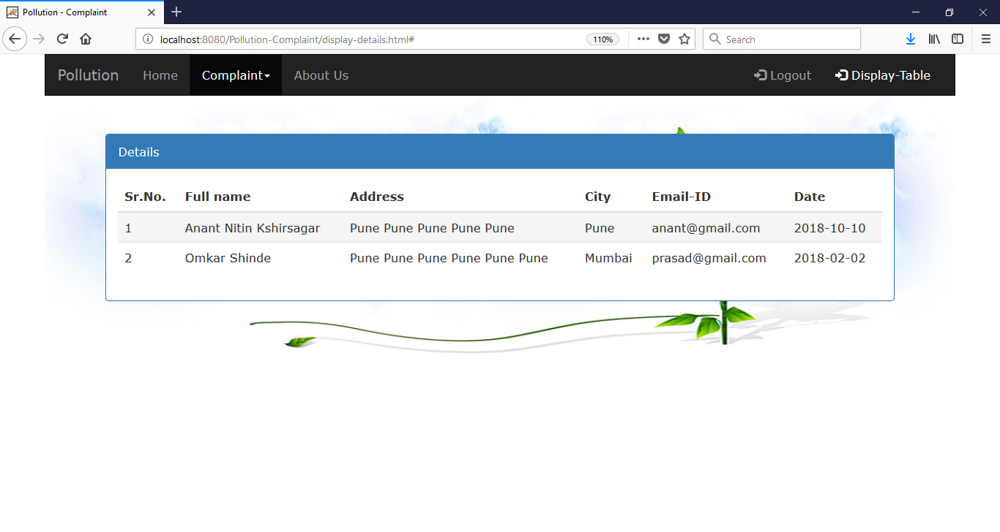 Pollution - Complaint
localhost:8080/Pollution-Complaint/display-details.html#
110%
Search
Pollution Home Complaint About Us Logout Display-Table
Details
Sr.No. Full name Address City Email-ID Date
1 Anant Nitin Kshirsagar Pune Pune Pune Pune Pune Pune anant@gmail.com 2018-10-10
2 Omkar Shinde Pune Pune Pune Pune Pune Pune Mumbai prasad@gmail.com 2018-02-02